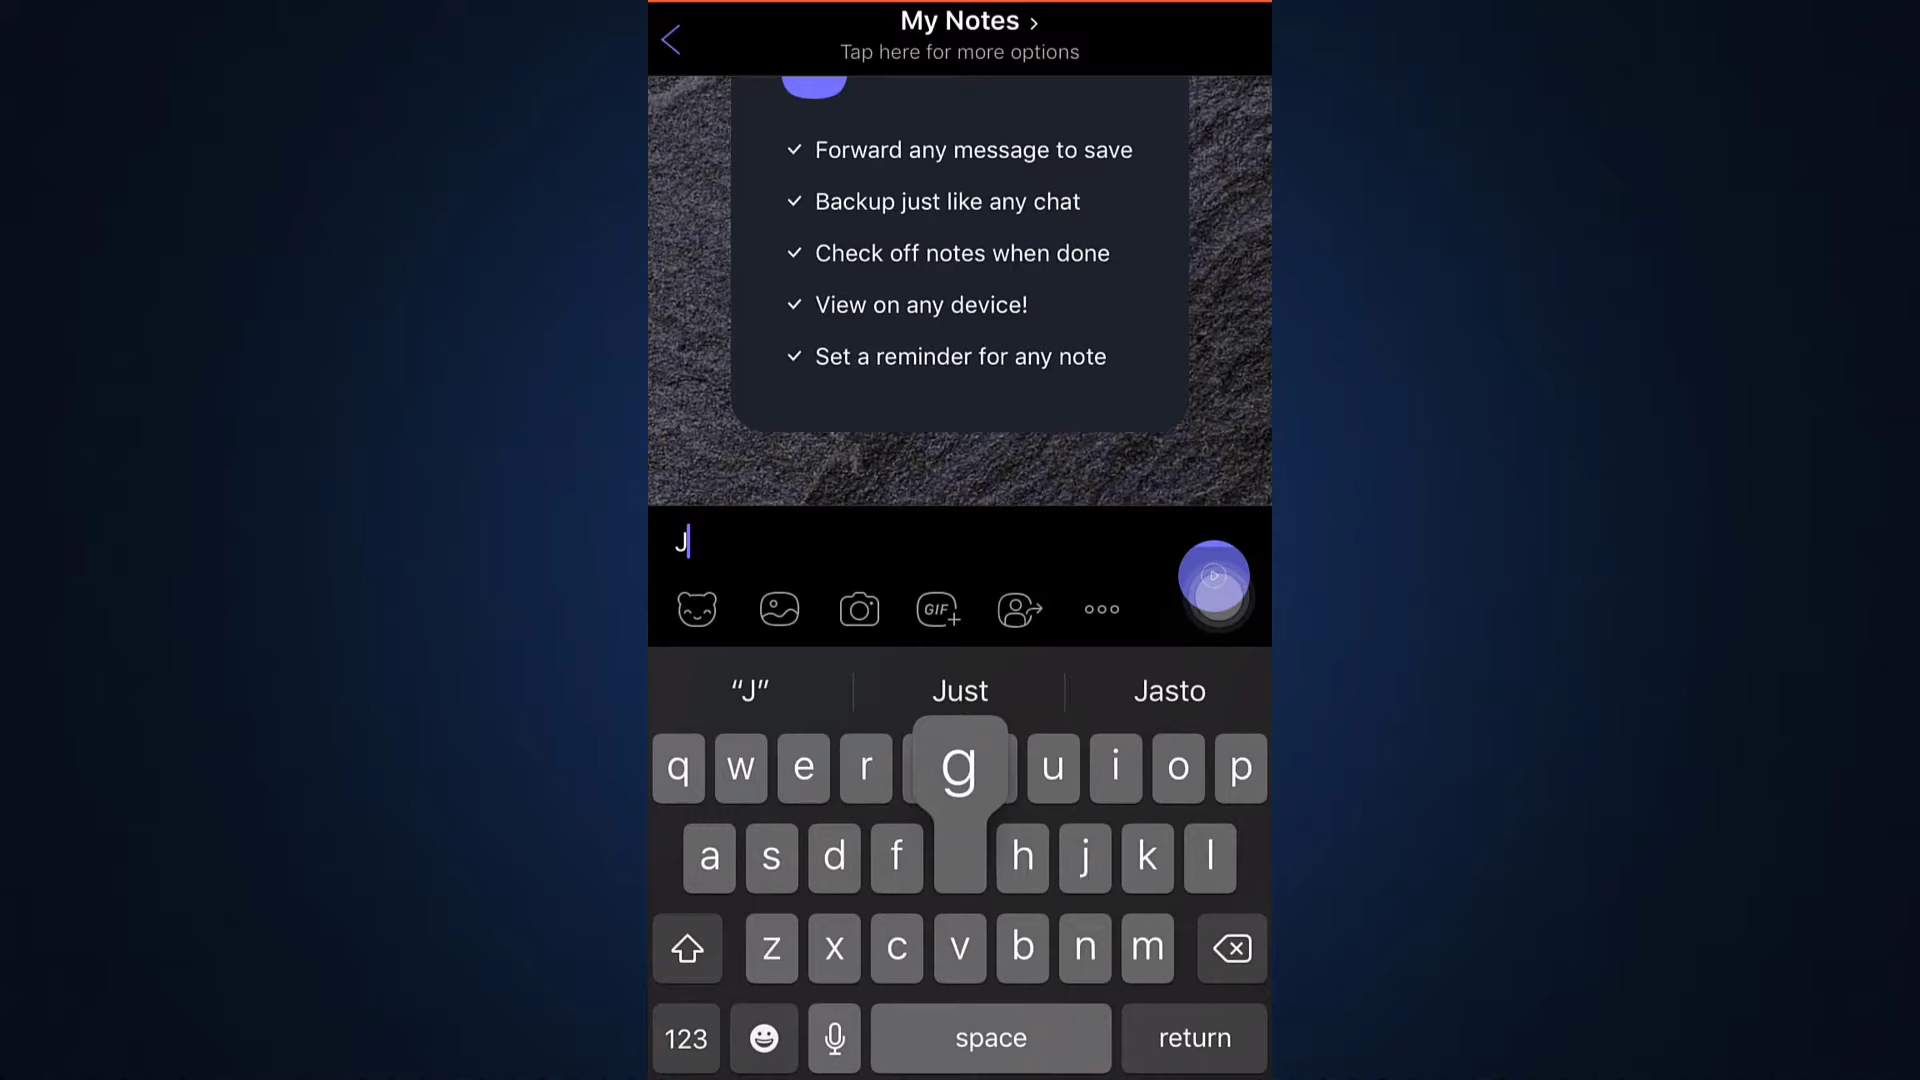 My Notes >
Tap here for more options
Forward any message to save
Backup just like any chat
Check off notes when done
View on any device!
Set a reminder for any note
J
GIF
“J” Just Jasto
q w e r g u i o p
a s d f h j k l
z x c v b n m
123 space return